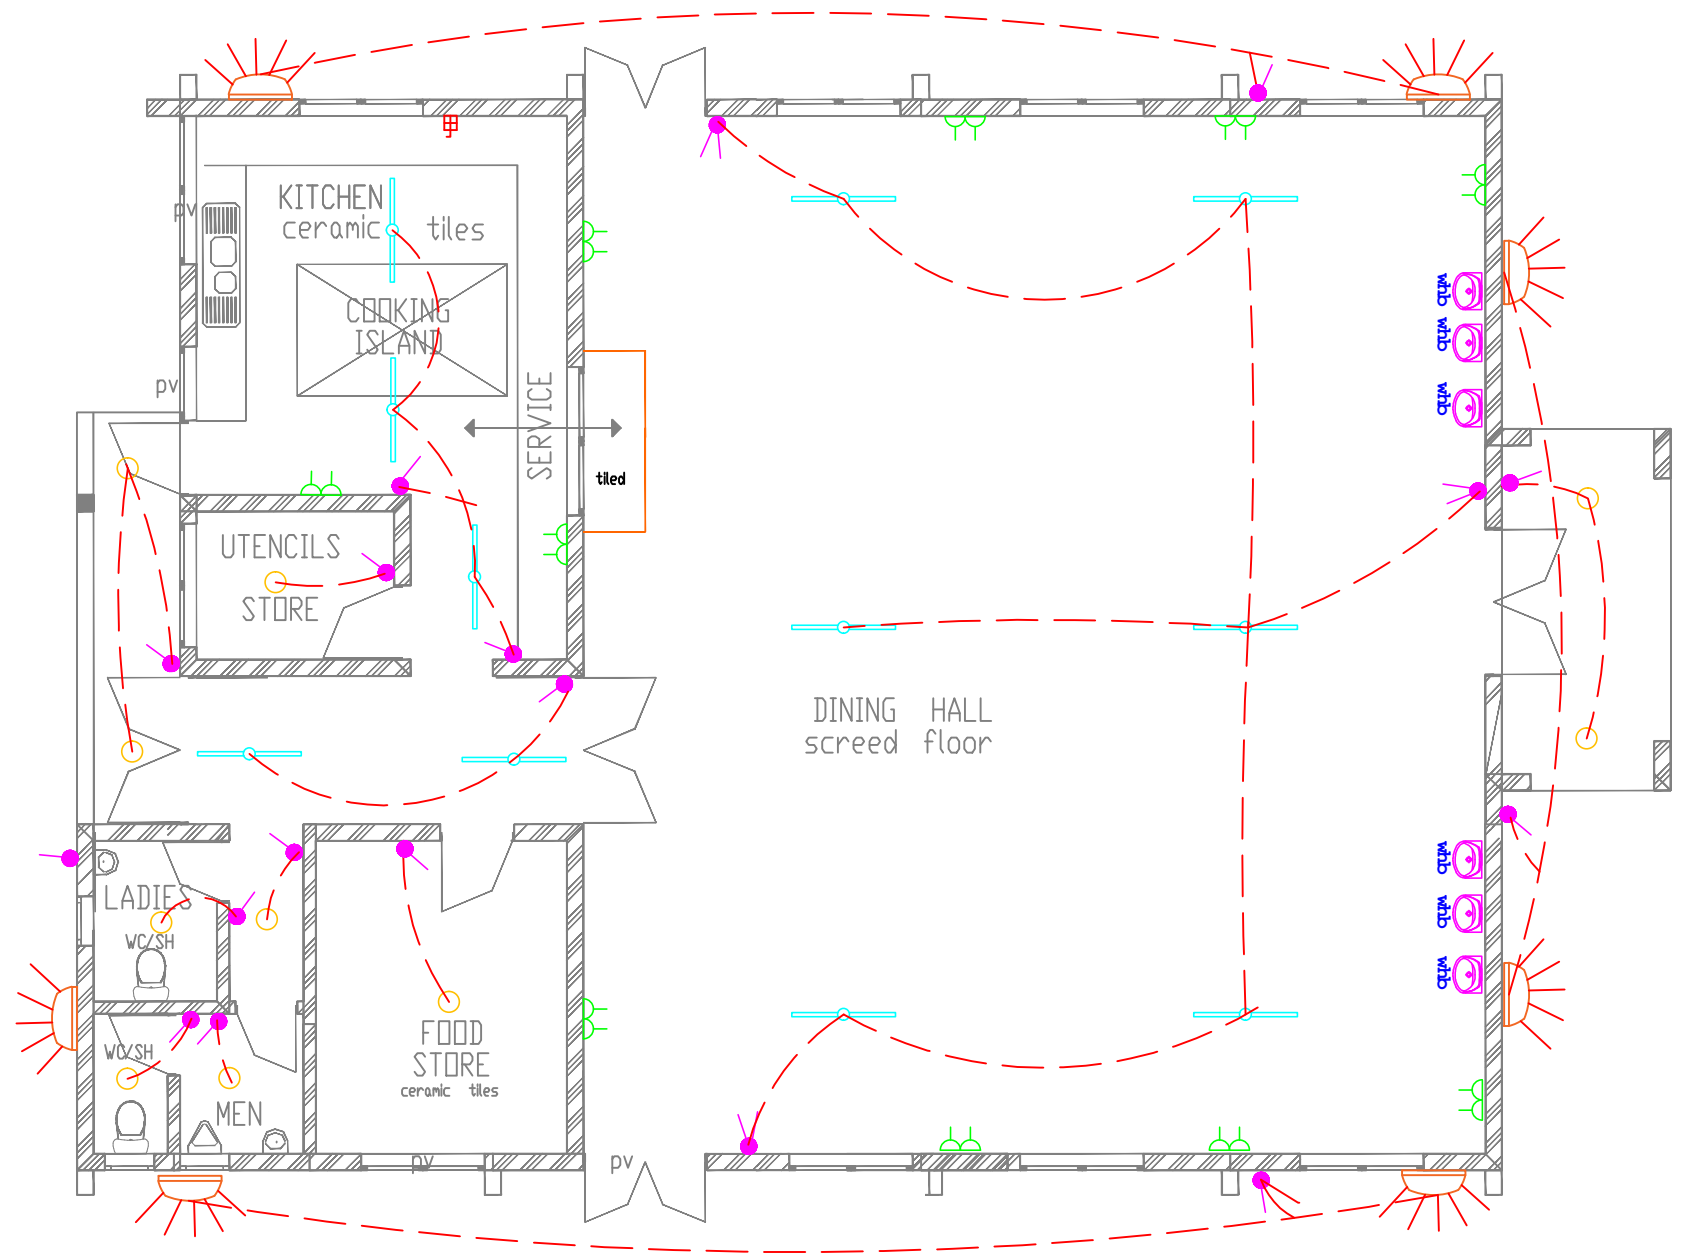 KITCHEN
ceramic tiles
pv
COOKING
ISLAND
pv
SERVICE
tiled
whb
whb
whb
UTENCILS
STORE
DINING HALL
screed floor
LADIES
WC/SH
whb
whb
whb
FOOD
STORE
ceramic tiles
WC/SH
MEN
pv
pv